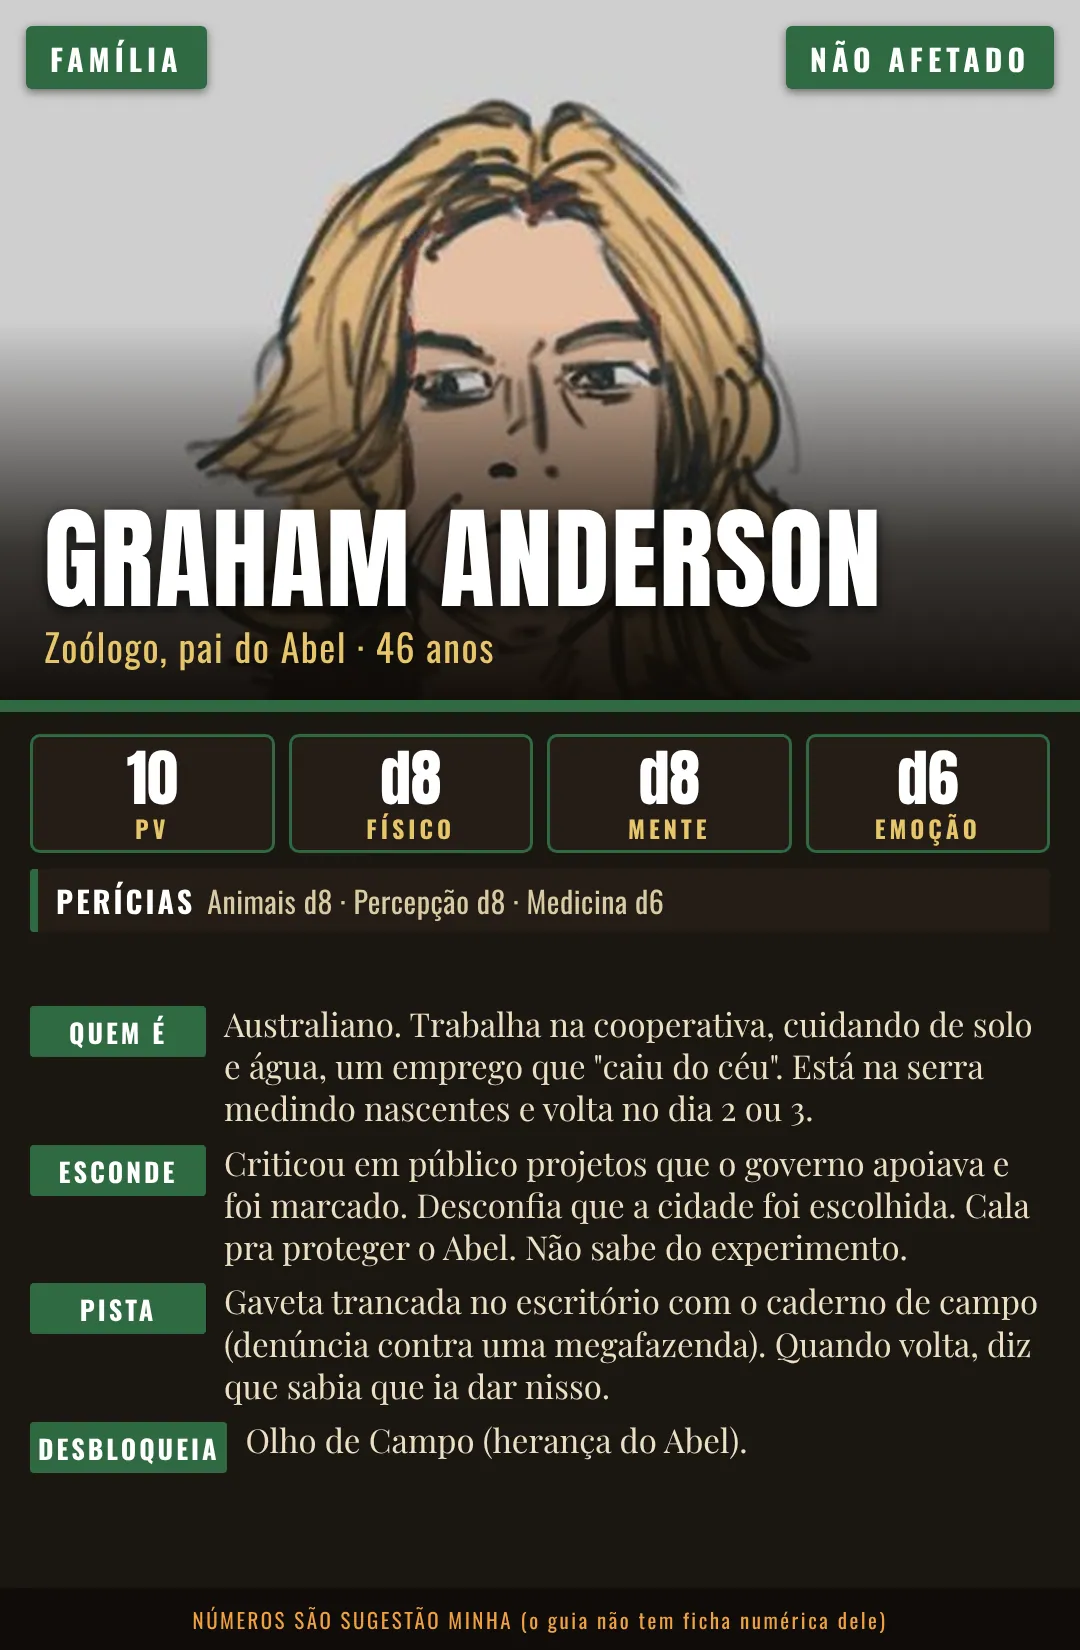 FAMÍLIA
NÃO AFETADO
GRAHAM ANDERSON
Zoólogo, pai do Abel · 46 anos
10
PV
d8
FÍSICO
d8
MENTE
d6
EMOÇÃO
PERÍCIAS Animais d8 · Percepção d8 · Medicina d6
QUEM É
Australiano. Trabalha na cooperativa, cuidando de solo
e água, um emprego que "caiu do céu". Está na serra
medindo nascentes e volta no dia 2 ou 3.
ESCONDE
Criticou em público projetos que o governo apoiava e
foi marcado. Desconfia que a cidade foi escolhida. Cala
pra proteger o Abel. Não sabe do experimento.
PISTA
Gaveta trancada no escritório com o caderno de campo
(denúncia contra uma megafazenda). Quando volta, diz
que sabia que ia dar nisso.
DESBLOQUEIA
Olho de Campo (herança do Abel).
NÚMEROS SÃO SUGESTÃO MINHA (o guia não tem ficha numérica dele)